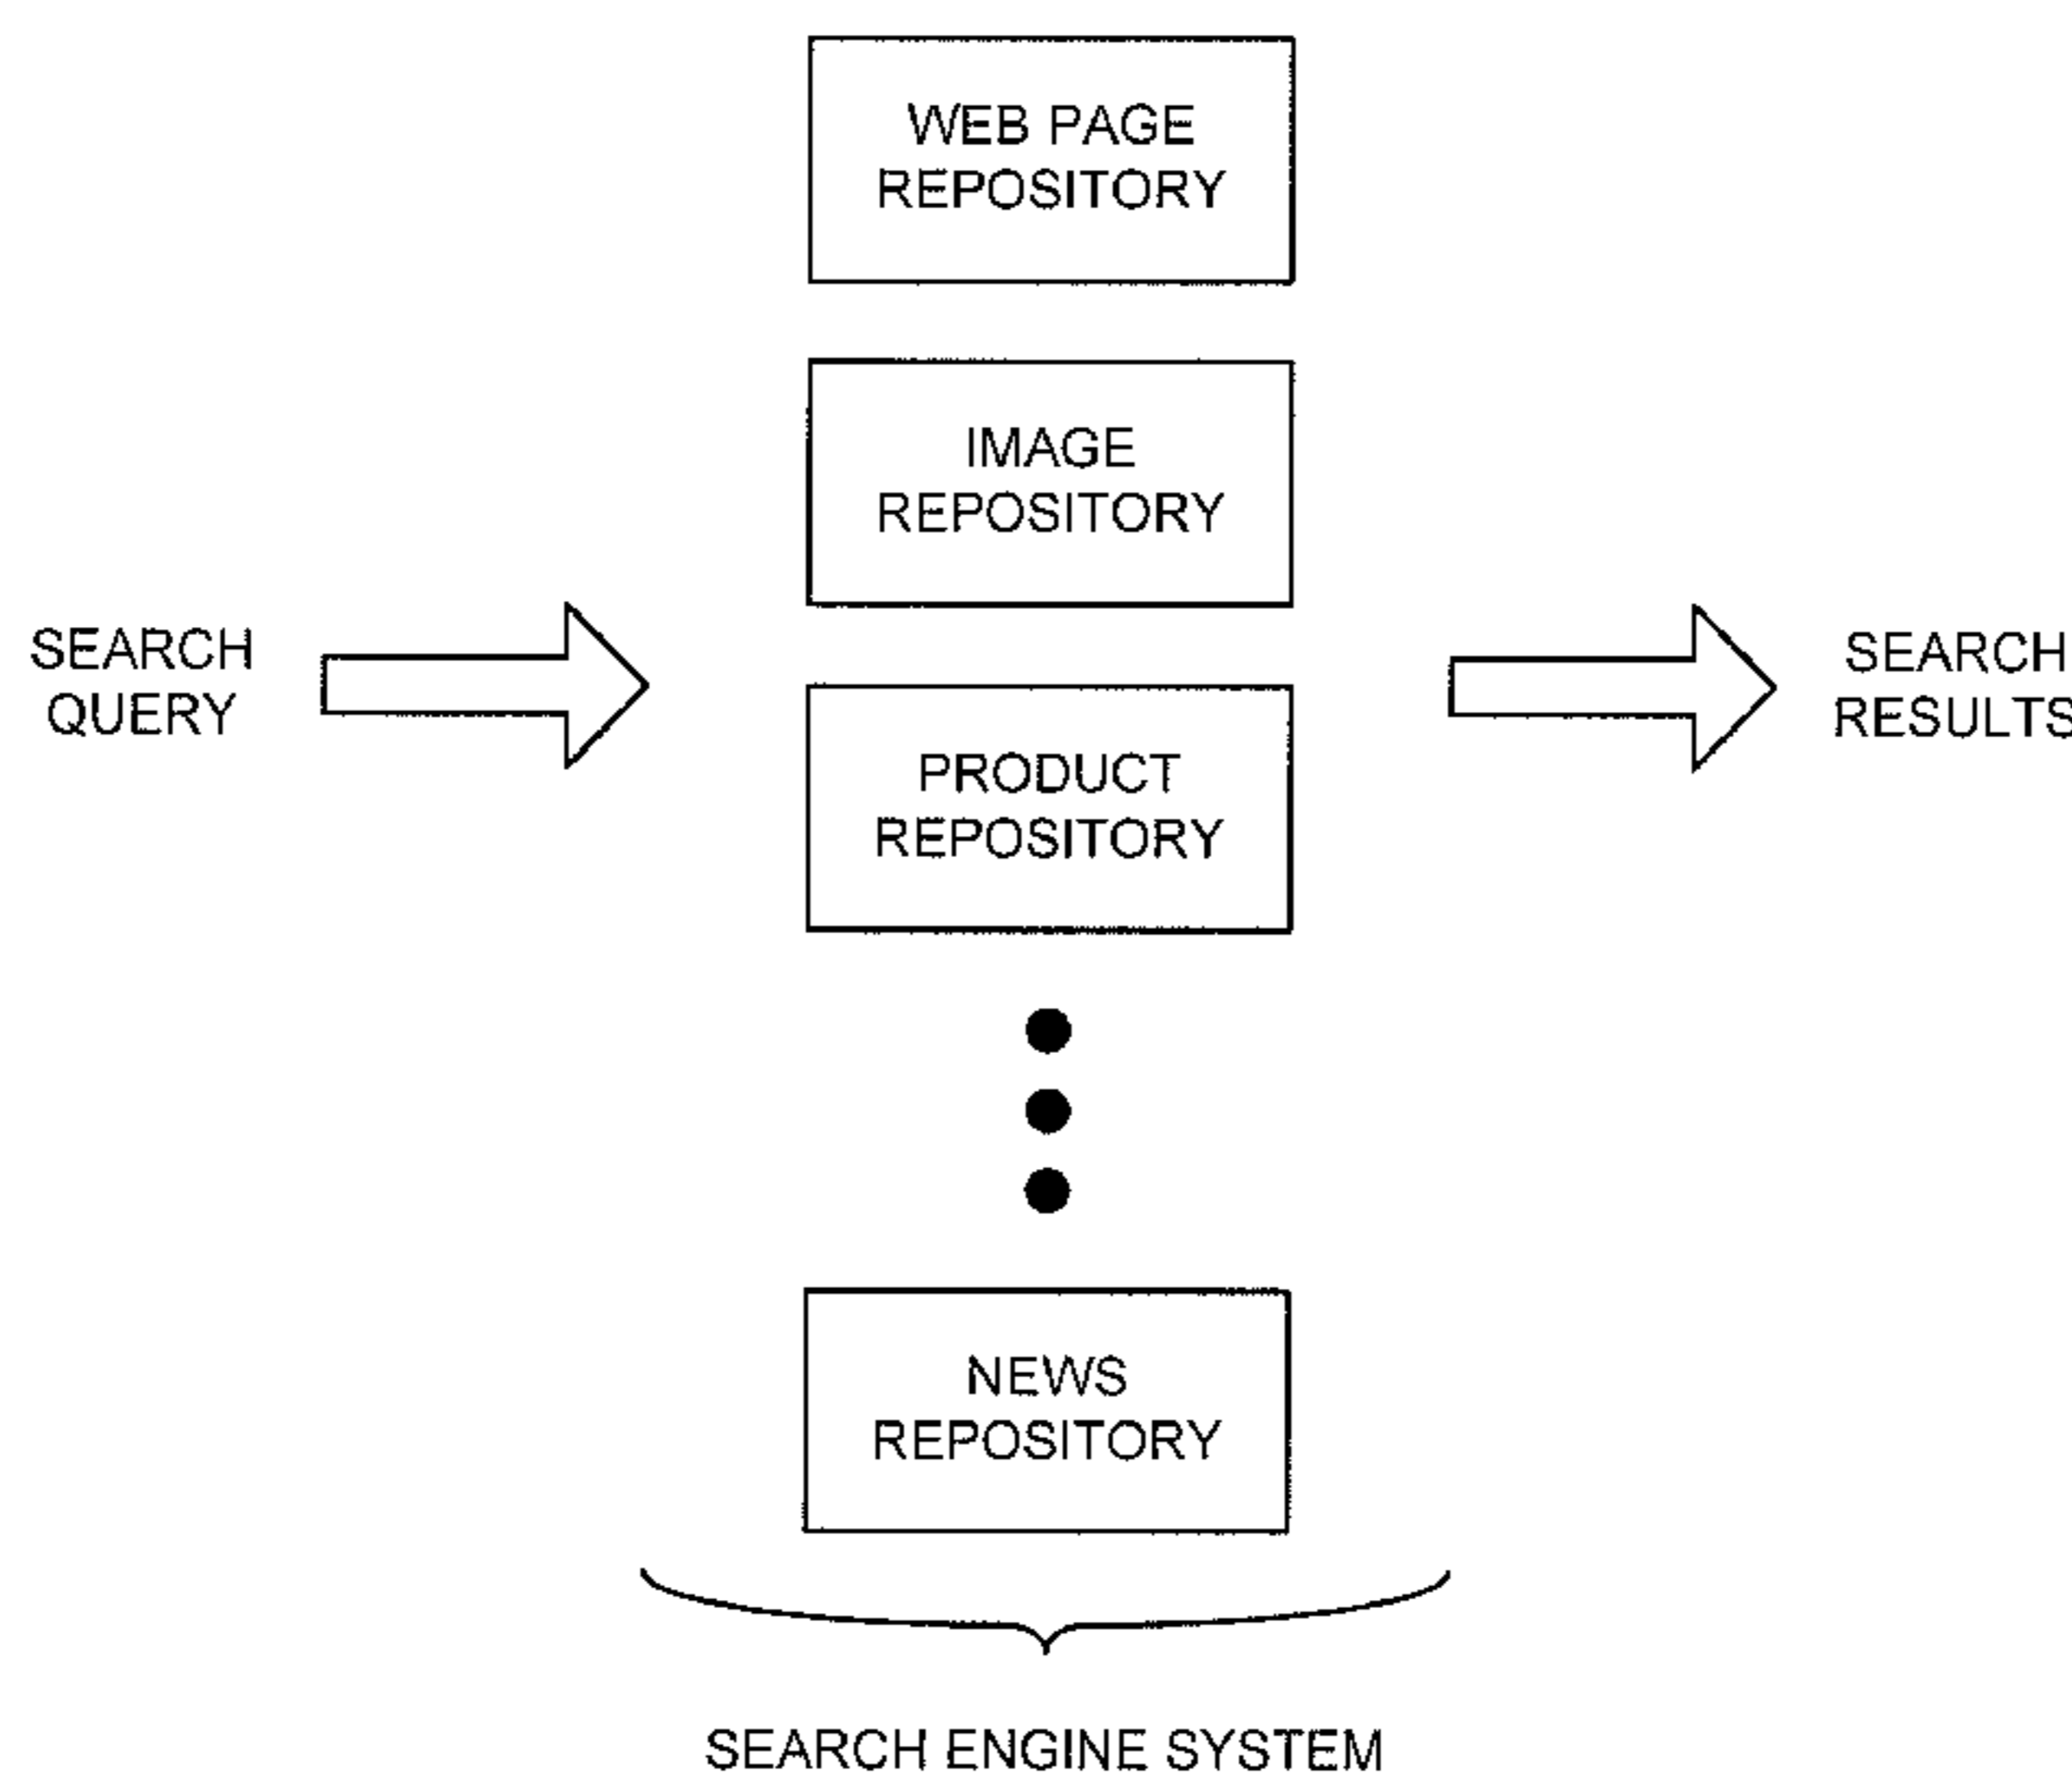 WEB PAGE
REPOSITORY
IMAGE
REPOSITORY
SEARCH
QUERY
PRODUCT
REPOSITORY
SEARCH
RESULTS
NEWS
REPOSITORY
SEARCH ENGINE SYSTEM